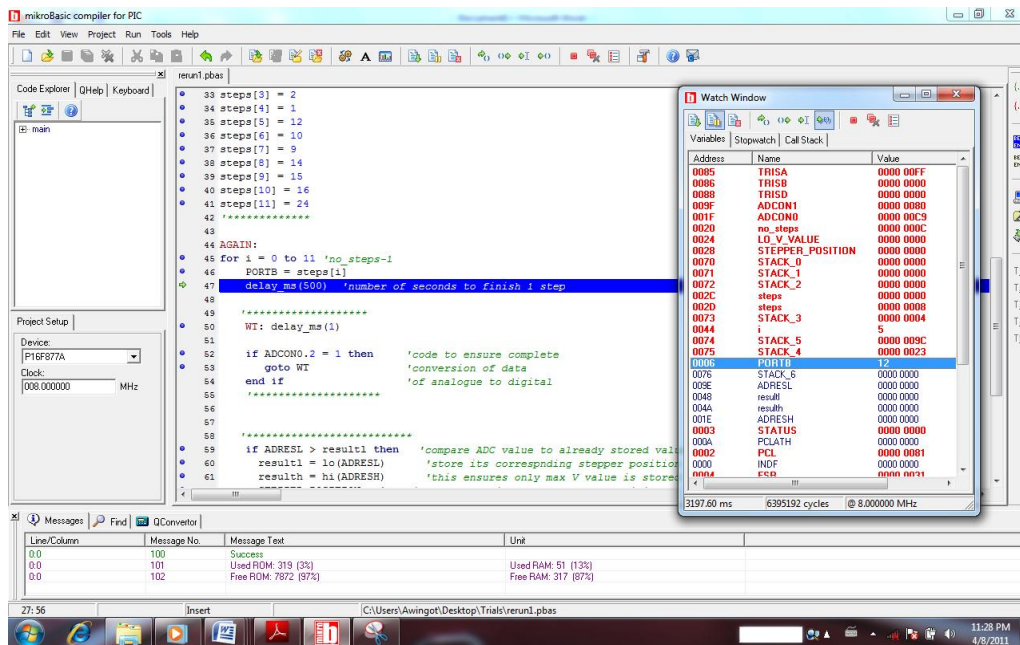 mikroBasic compiler for PIC
File Edit View Project Run Tools Help
Code Explorer QHelp Keyboard
main
Project Setup
Device:
P16F877A
Clock:
008.000000 MHz
rerun1.pbas
33 steps[3] = 2
34 steps[4] = 1
35 steps[5] = 12
36 steps[6] = 10
37 steps[7] = 9
38 steps[8] = 14
39 steps[9] = 15
40 steps[10] = 16
41 steps[11] = 24
42 '*************
43
44 AGAIN:
45 for i = 0 to 11 'no_steps-1
46 PORTB = steps[i]
47 delay_ms(500) 'number of seconds to finish 1 step
48
49 '*******************
50 WT: delay_ms(1)
51
52 if ADCON0.2 = 1 then 'code to ensure complete
53 goto WT 'conversion of data
54 end if 'of analogue to digital
55 '********************
56
57
58 '**************************
59 if ADRESL > resultl then 'compare ADC value to already stored val
60 resultl = lo(ADRESL) 'store its correspnding stepper position
61 resulth = hi(ADRESH) 'this ensures only max V value is stored
Watch Window
Variables Stopwatch Call Stack
Address Name Value
0085 TRISA 0000 00FF
0086 TRISB 0000 0000
0088 TRISD 0000 0000
009F ADCON1 0000 0080
001F ADCON0 0000 00C9
0020 no_steps 0000 000C
0024 LO_V_VALUE 0000 0000
0028 STEPPER_POSITION 0000 0000
0070 STACK_0 0000 0000
0071 STACK_1 0000 0000
0072 STACK_2 0000 0000
002C steps 0000 0000
002D steps 0000 0008
0073 STACK_3 0000 0004
0044 i 5
0074 STACK_5 0000 009C
0075 STACK_4 0000 0023
0006 PORTB 12
0076 STACK_6 0000 0000
009E ADRESL 0000 0000
0048 resultl 0000 0000
004A resulth 0000 0000
001E ADRESH 0000 0000
0003 STATUS 0000 0000
000A PCLATH 0000 0000
0002 PCL 0000 0081
0000 INDF 0000 0000
0004 FSR 0000 0031
3197.60 ms 6395192 cycles @ 8.000000 MHz
Messages Find QConvertor
Line/Column Message No. Message Text Unit
0:0 100 Success
0:0 101 Used ROM: 319 (3%) Used RAM: 51 (13%)
0:0 102 Free ROM: 7872 (97%) Free RAM: 317 (87%)
27: 56 Insert C:\Users\Awingot\Desktop\Trials\rerun1.pbas
11:28 PM
4/8/2011